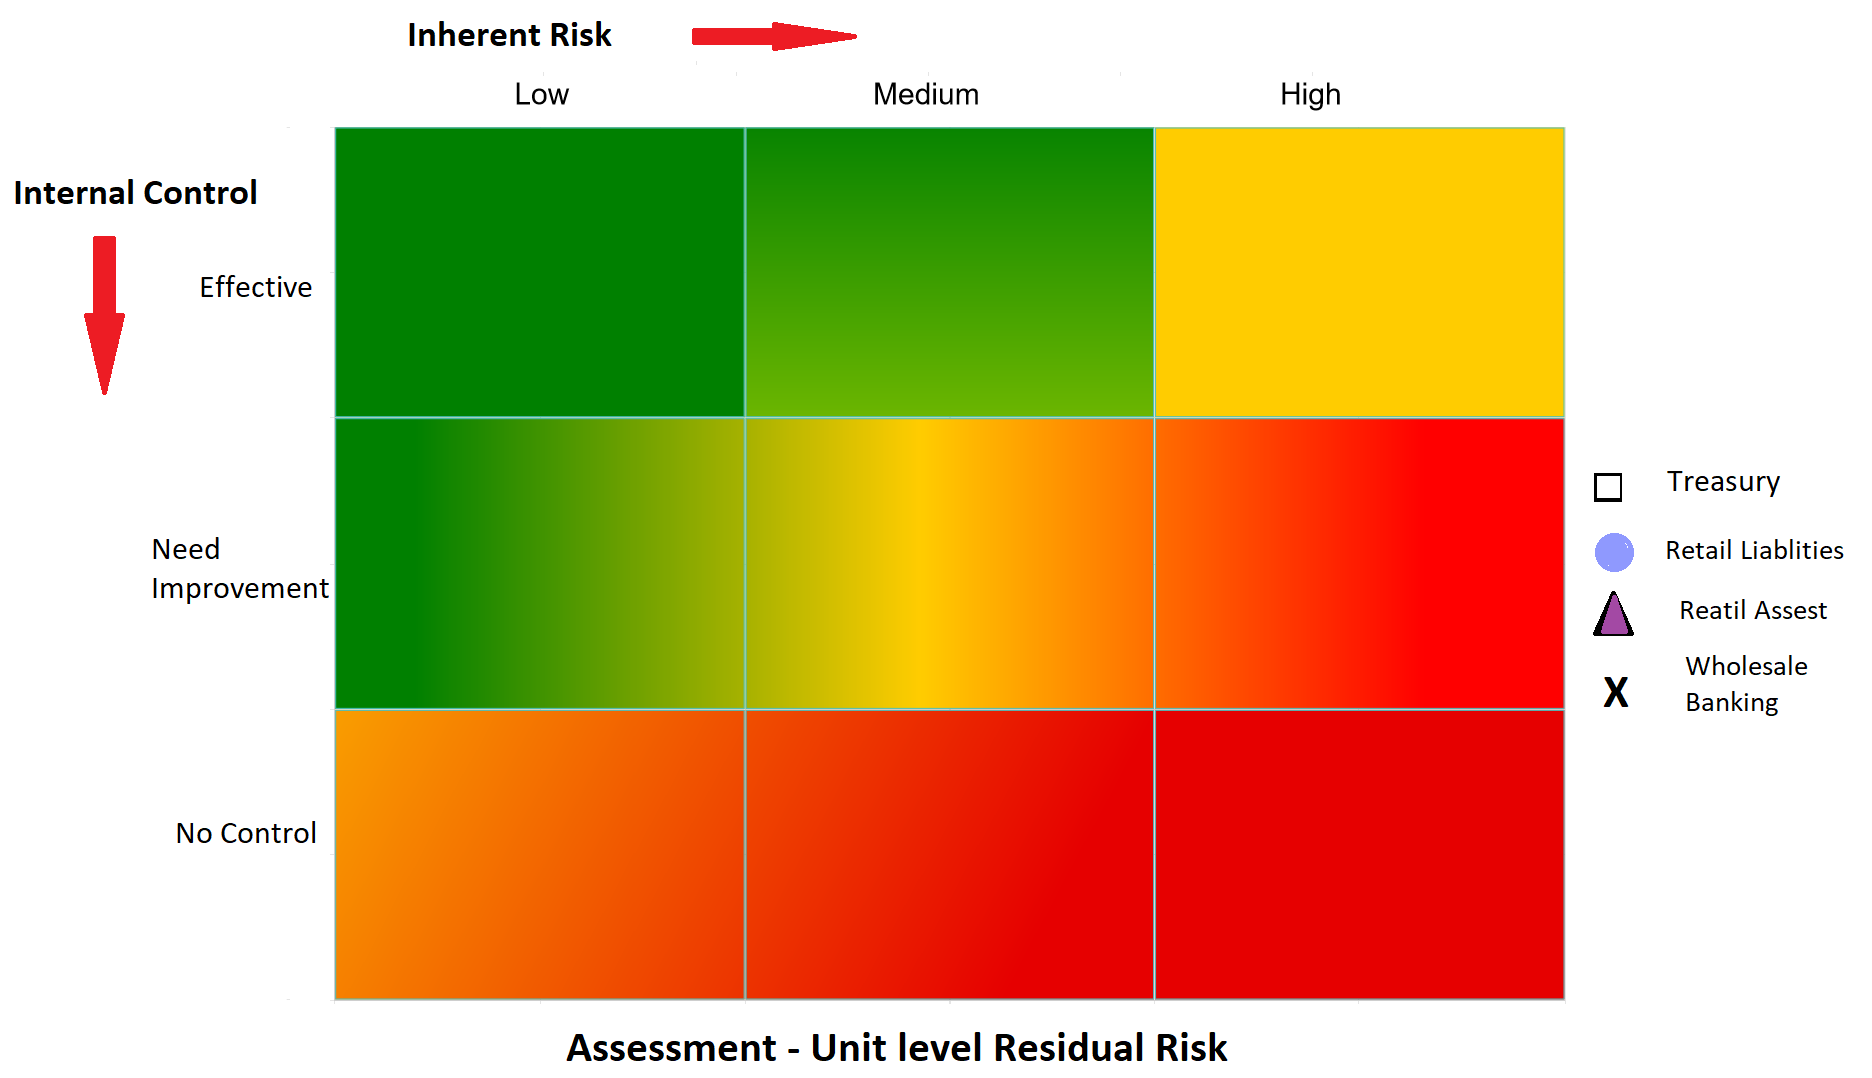 Inherent Risk
Low Medium High
Internal Control
Effective
Need
Improvement
No Control
Treasury
Retail Liablities
Reatil Assest
Wholesale
Banking
X
Assessment - Unit level Residual Risk